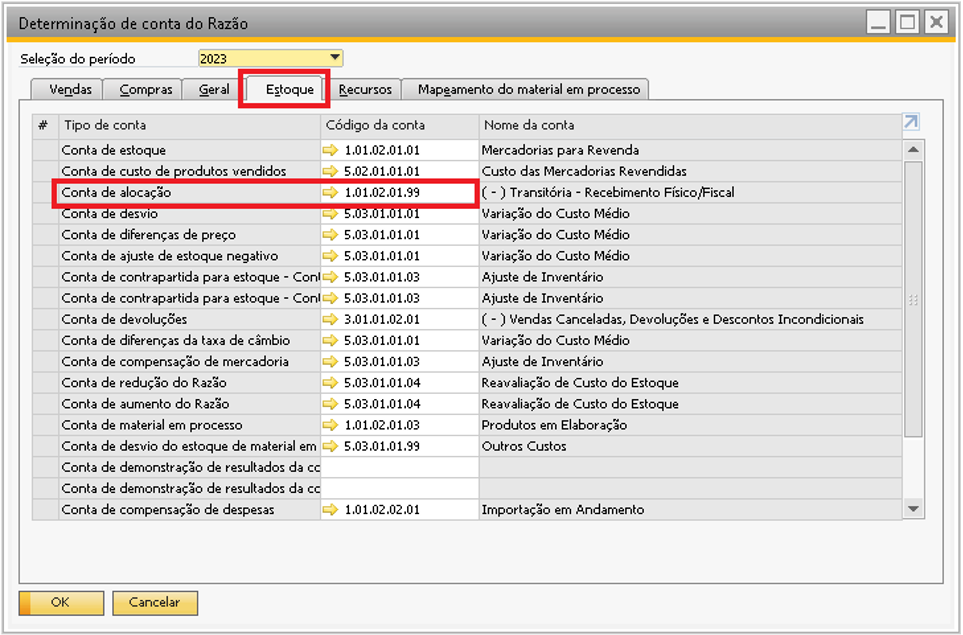 Determinação de conta do Razão
Seleção do período 2023
Vendas Compras Geral Estoque Recursos Mapeamento do material em processo
# Tipo de conta Código da conta Nome da conta
Conta de estoque 1.01.02.01.01 Mercadorias para Revenda
Conta de custo de produtos vendidos 5.02.01.01.01 Custo das Mercadorias Revendidas
Conta de alocação 1.01.02.01.99 ( - ) Transitória - Recebimento Físico/Fiscal
Conta de desvio 5.03.01.01.01 Variação do Custo Médio
Conta de diferenças de preço 5.03.01.01.01 Variação do Custo Médio
Conta de ajuste de estoque negativo 5.03.01.01.01 Variação do Custo Médio
Conta de contrapartida para estoque - Cont 5.03.01.01.03 Ajuste de Inventário
Conta de contrapartida para estoque - Cont 5.03.01.01.03 Ajuste de Inventário
Conta de devoluções 3.01.01.02.01 ( - ) Vendas Canceladas, Devoluções e Descontos Incondicionais
Conta de diferenças da taxa de câmbio 5.03.01.01.01 Variação do Custo Médio
Conta de compensação de mercadoria 5.03.01.01.03 Ajuste de Inventário
Conta de redução do Razão 5.03.01.01.04 Reavaliação de Custo do Estoque
Conta de aumento do Razão 5.03.01.01.04 Reavaliação de Custo do Estoque
Conta de material em processo 1.01.02.01.03 Produtos em Elaboração
Conta de desvio do estoque de material em 5.03.01.01.99 Outros Custos
Conta de demonstração de resultados da cc
Conta de demonstração de resultados da cc
Conta de compensação de despesas 1.01.02.02.01 Importação em Andamento
OK Cancelar